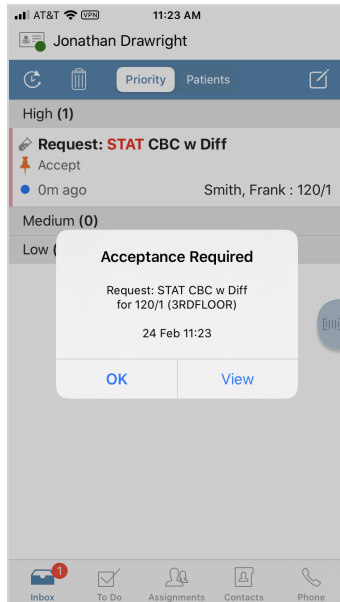 AT&T VPN 11:23 AM
Jonathan Drawright
Priority Patients
High (1)
Request: STAT CBC w Diff
Accept
0m ago Smith, Frank : 120/1
Medium (0)
Low (
Acceptance Required
Request: STAT CBC w Diff
for 120/1 (3RDFLOOR)
24 Feb 11:23
OK View
1
Inbox To Do Assignments Contacts Phone